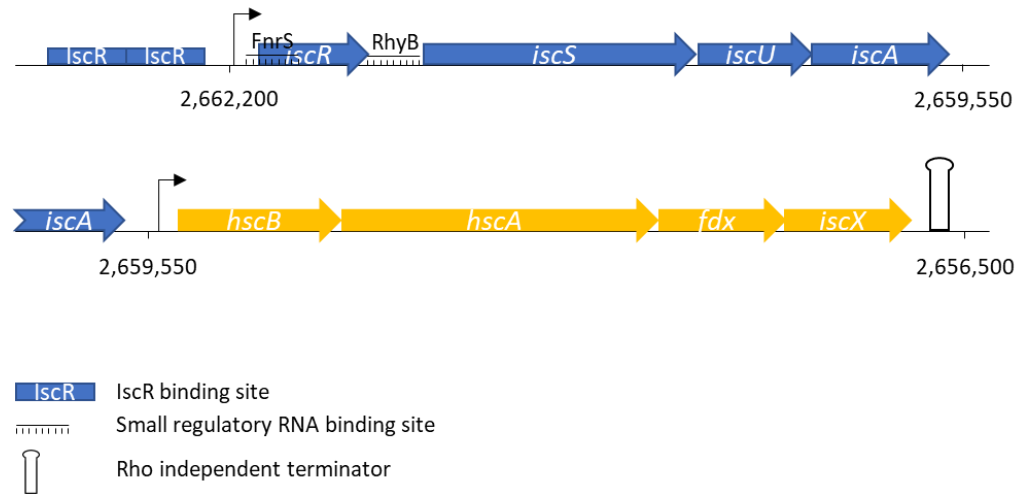 IscR IscR FnrS iscR RhyB iscS iscU iscA
2,662,200 2,659,550
iscA hscB hscA fdx iscX
2,659,550 2,656,500
IscR IscR binding site
Small regulatory RNA binding site
Rho independent terminator